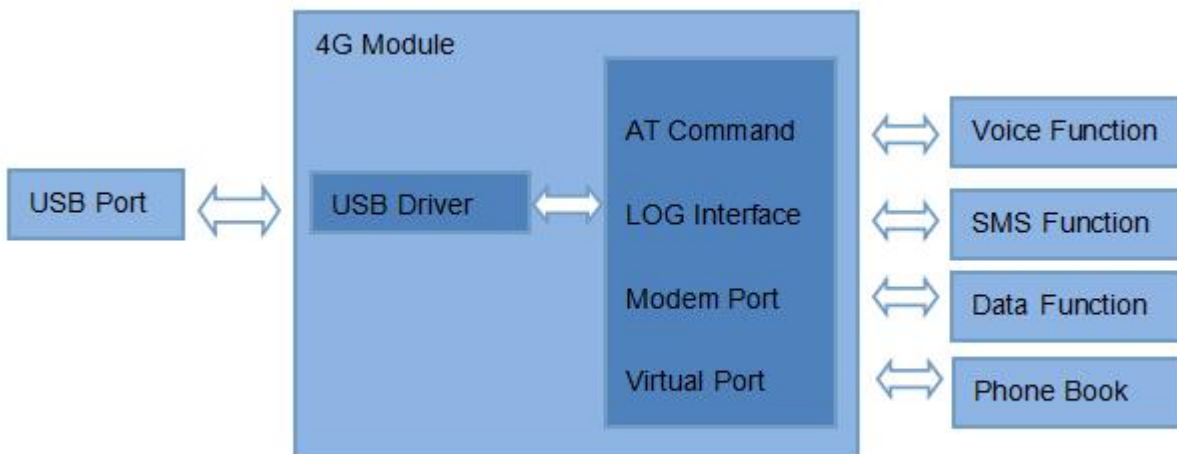 4G Module
USB Port
USB Driver
AT Command
LOG Interface
Modem Port
Virtual Port
Voice Function
SMS Function
Data Function
Phone Book